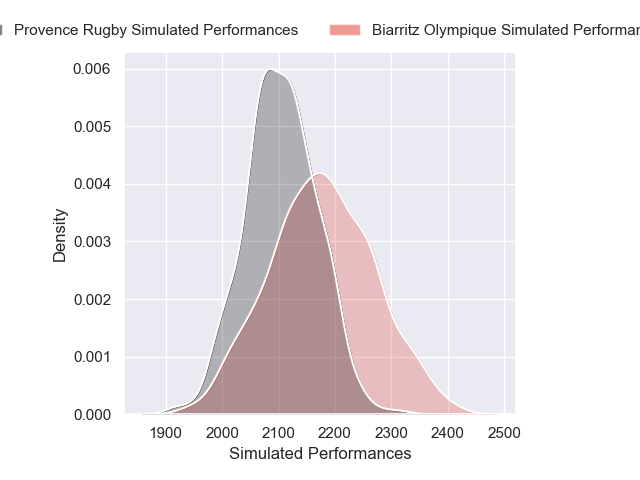 Provence Rugby Simulated Performances
Biarritz Olympique Simulated Performan
0.006
0.005
0.004
0.003
0.002
0.001
0.000
Density
1900 2000 2100 2200 2300 2400 2500
Simulated Performances